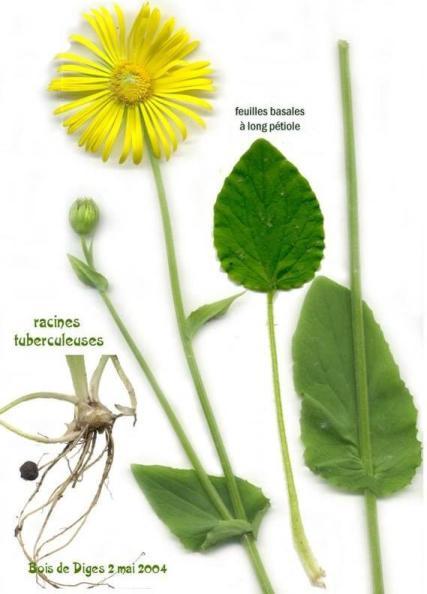 feuilles basales
à long pétiole
racines
tuberculeuses
Bois de Diges 2 mai 2004